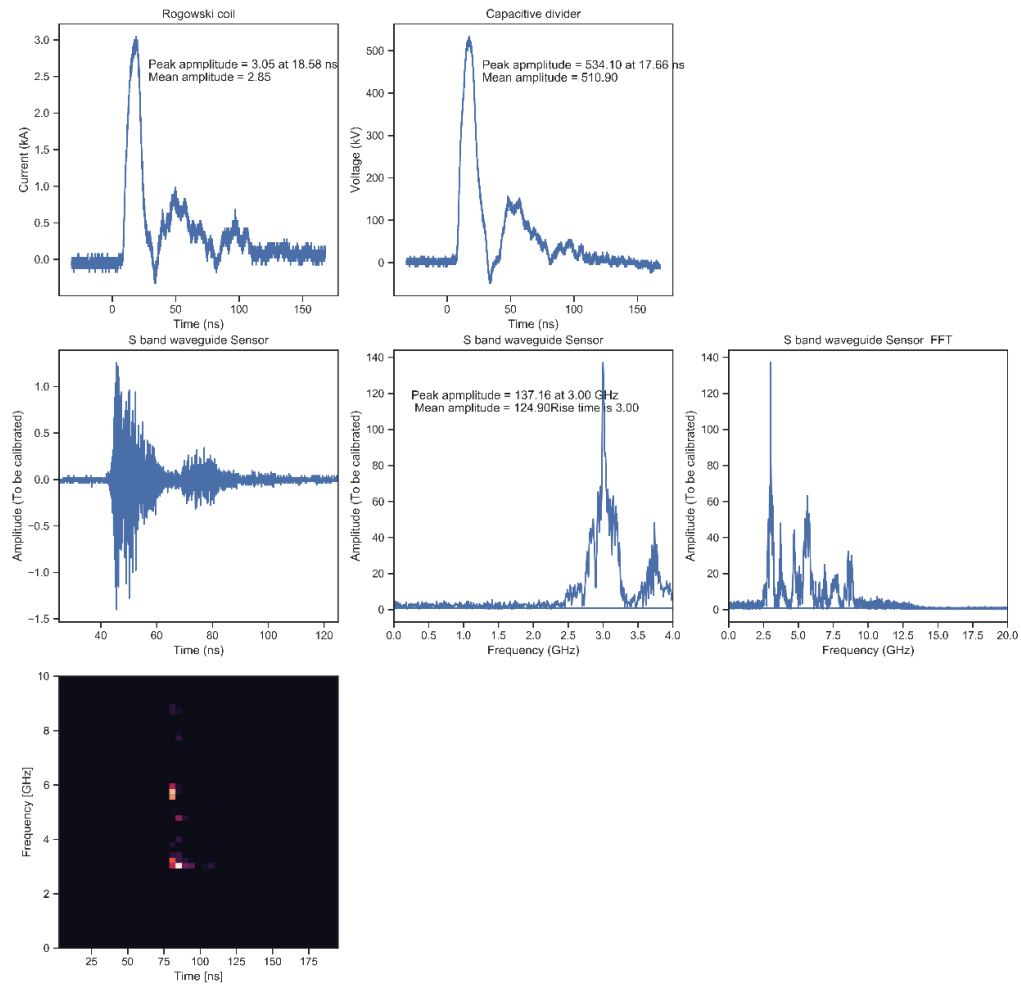 Rogowski coil
3.0
2.5
2.0
1.5
1.0
0.5
0.0
Current (kA)
Peak apmplitude = 3.05 at 18.58 ns
Mean amplitude = 2.85
0 50 100 150
Time (ns)
Capacitive divider
500
400
300
200
100
0
Voltage (kV)
Peak apmplitude = 534.10 at 17.66 ns
Mean amplitude = 510.90
0 50 100 150
Time (ns)
S band waveguide Sensor
1.0
0.5
0.0
−0.5
−1.0
−1.5
Amplitude (To be calibrated)
40 60 80 100 120
Time (ns)
S band waveguide Sensor
140
120
100
80
60
40
20
0
Amplitude (To be calibrated)
Peak apmplitude = 137.16 at 3.00 GHz
Mean amplitude = 124.90Rise time is 3.00
0.0 0.5 1.0 1.5 2.0 2.5 3.0 3.5 4.0
Frequency (GHz)
S band waveguide Sensor FFT
140
120
100
80
60
40
20
0
Amplitude (To be calibrated)
0.0 2.5 5.0 7.5 10.0 12.5 15.0 17.5 20.0
Frequency (GHz)
10
8
6
4
2
0
Frequency [GHz]
25 50 75 100 125 150 175
Time [ns]